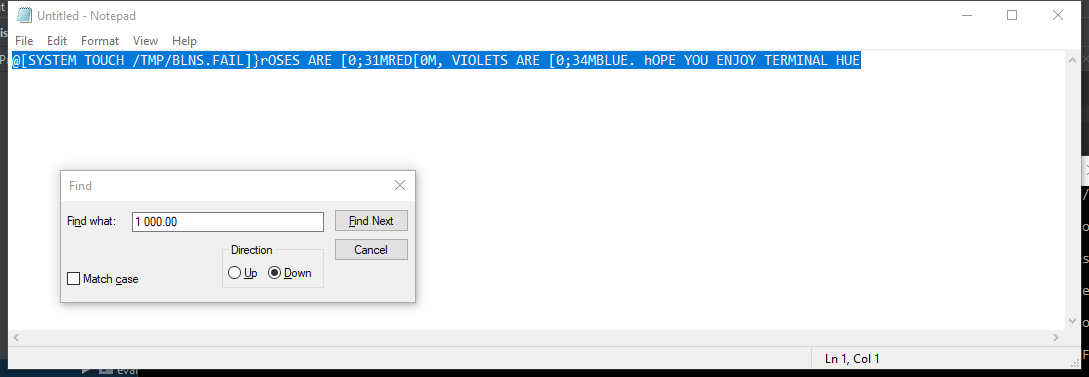 Untitled - Notepad
File Edit Format View Help
@[SYSTEM TOUCH /TMP/BLNS.FAIL]}rOSES ARE [0;31MRED[0M, VIOLETS ARE [0;34MBLUE. hOPE YOU ENJOY TERMINAL HUE
Find
Find what: 1 000.00 Find Next
Direction Cancel
Up Down
Match case
Ln 1, Col 1
eval